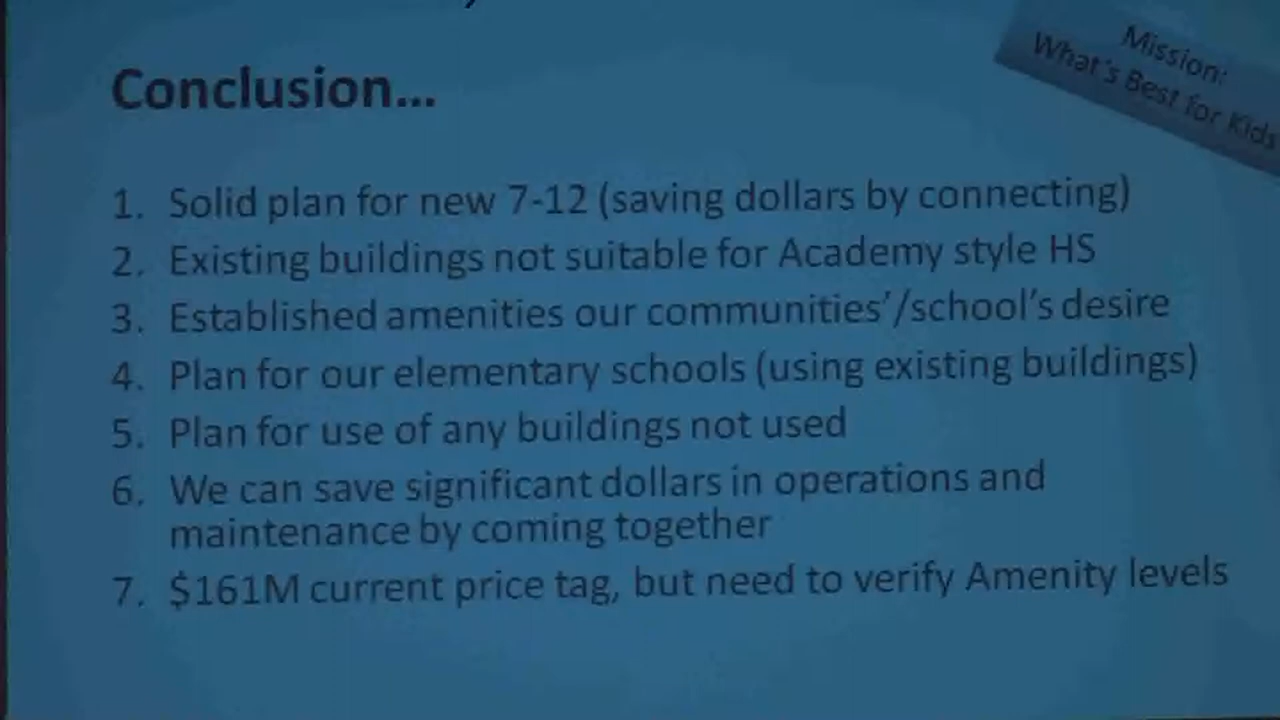 Mission:
What's Best for Kids
Conclusion...
1. Solid plan for new 7-12 (saving dollars by connecting)
2. Existing buildings not suitable for Academy style HS
3. Established amenities our communities'/school's desire
4. Plan for our elementary schools (using existing buildings)
5. Plan for use of any buildings not used
6. We can save significant dollars in operations and
maintenance by coming together
7. $161M current price tag, but need to verify Amenity levels